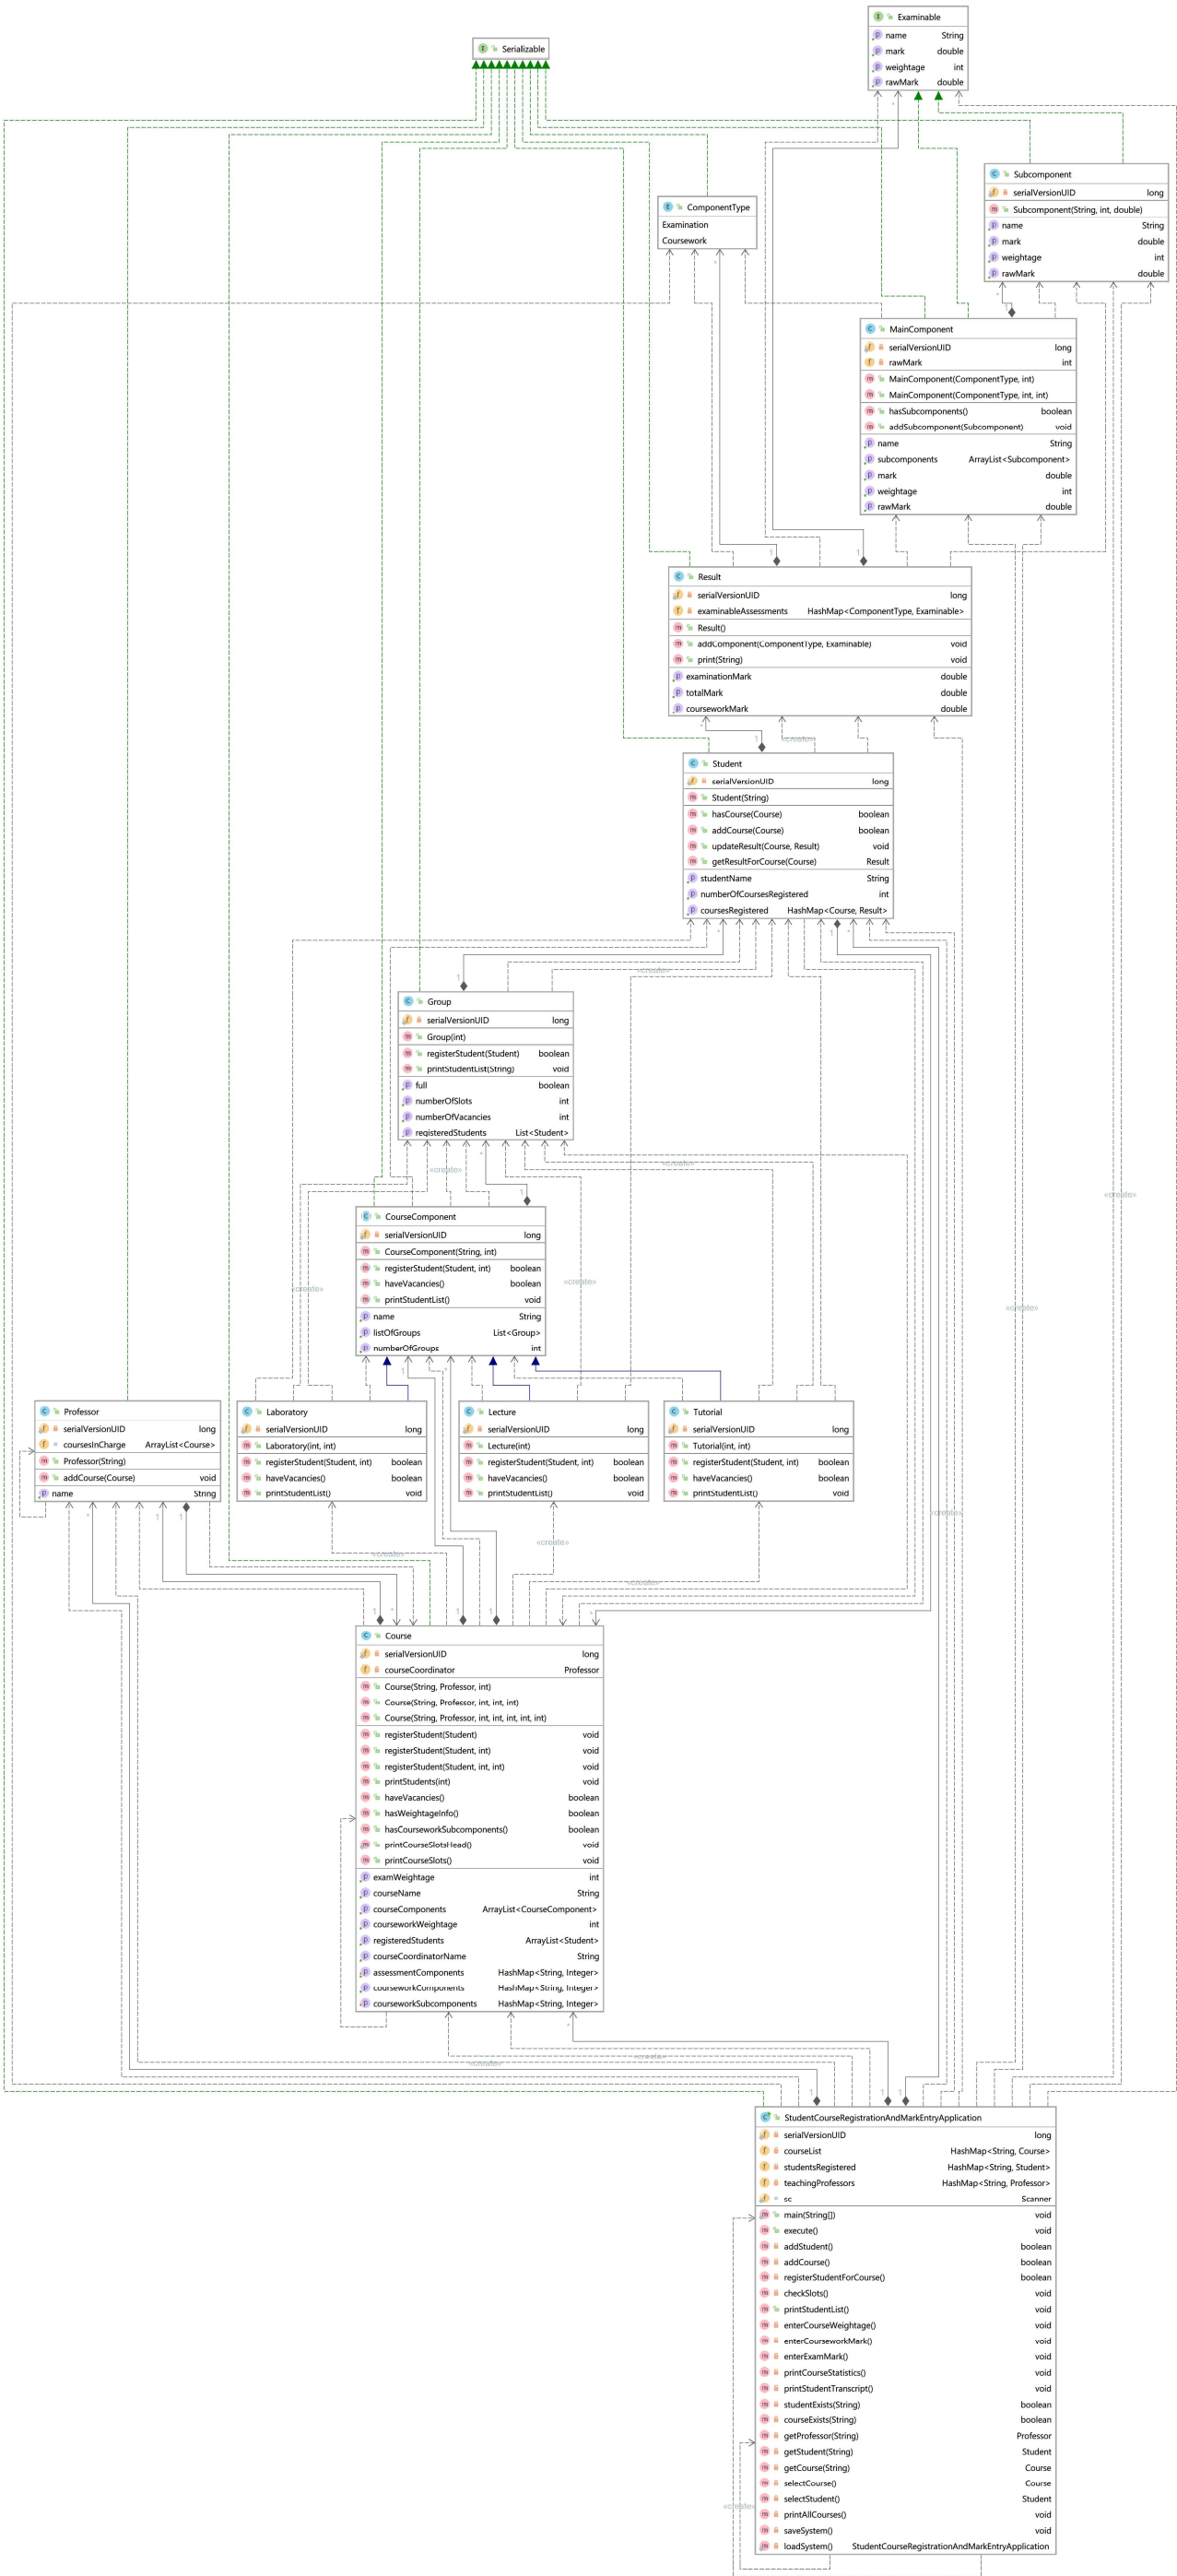 Examinable
name String
mark double
weightage int
rawMark double
Serializable
Subcomponent
serialVersionUID long
Subcomponent(String, int, double)
name String
mark double
weightage int
rawMark double
ComponentType
Examination
Coursework
MainComponent
serialVersionUID long
rawMark int
MainComponent(ComponentType, int)
MainComponent(ComponentType, int, int)
hasSubcomponents() boolean
addSubcomponent(Subcomponent) void
name String
subcomponents ArrayList<Subcomponent>
mark double
weightage int
rawMark double
Result
serialVersionUID long
examinableAssessments HashMap<ComponentType, Examinable>
Result()
addComponent(ComponentType, Examinable) void
print(String) void
examinationMark double
totalMark double
courseworkMark double
«create»
Student
serialVersionUID long
Student(String)
hasCourse(Course) boolean
addCourse(Course) boolean
updateResult(Course, Result) void
getResultForCourse(Course) Result
studentName String
numberOfCoursesRegistered int
coursesRegistered HashMap<Course, Result>
«create»
Group
serialVersionUID long
Group(int)
registerStudent(Student) boolean
printStudentList(String) void
full boolean
numberOfSlots int
numberOfVacancies int
registeredStudents List<Student>
«create»
«create»
«create»
CourseComponent
serialVersionUID long
CourseComponent(String, int)
registerStudent(Student, int) boolean
haveVacancies() boolean
printStudentList() void
name String
listOfGroups List<Group>
numberOfGroups int
«create»
«create»
«create»
Professor
serialVersionUID long
coursesInCharge ArrayList<Course>
Professor(String)
addCourse(Course) void
name String
Laboratory
serialVersionUID long
Laboratory(int, int)
registerStudent(Student, int) boolean
haveVacancies() boolean
printStudentList() void
Lecture
serialVersionUID long
Lecture(int)
registerStudent(Student, int) boolean
haveVacancies() boolean
printStudentList() void
Tutorial
serialVersionUID long
Tutorial(int, int)
registerStudent(Student, int) boolean
haveVacancies() boolean
printStudentList() void
«create»
«create»
«create»
«create»
Course
serialVersionUID long
courseCoordinator Professor
Course(String, Professor, int)
Course(String, Professor, int, int, int)
Course(String, Professor, int, int, int, int, int)
registerStudent(Student) void
registerStudent(Student, int) void
registerStudent(Student, int, int) void
printStudents(int) void
haveVacancies() boolean
hasWeightageInfo() boolean
hasCourseworkSubcomponents() boolean
printCourseSlotsHead() void
printCourseSlots() void
examWeightage int
courseName String
courseComponents ArrayList<CourseComponent>
courseworkWeightage int
registeredStudents ArrayList<Student>
courseCoordinatorName String
assessmentComponents HashMap<String, Integer>
courseworkComponents HashMap<String, Integer>
courseworkSubcomponents HashMap<String, Integer>
«create»
«create»
StudentCourseRegistrationAndMarkEntryApplication
serialVersionUID long
courseList HashMap<String, Course>
studentsRegistered HashMap<String, Student>
teachingProfessors HashMap<String, Professor>
sc Scanner
main(String[]) void
execute() void
addStudent() boolean
addCourse() boolean
registerStudentForCourse() boolean
checkSlots() void
printStudentList() void
enterCourseWeightage() void
enterCourseworkMark() void
enterExamMark() void
printCourseStatistics() void
printStudentTranscript() void
studentExists(String) boolean
courseExists(String) boolean
getProfessor(String) Professor
getStudent(String) Student
getCourse(String) Course
selectCourse() Course
selectStudent() Student
printAllCourses() void
saveSystem() void
loadSystem() StudentCourseRegistrationAndMarkEntryApplication
«create»